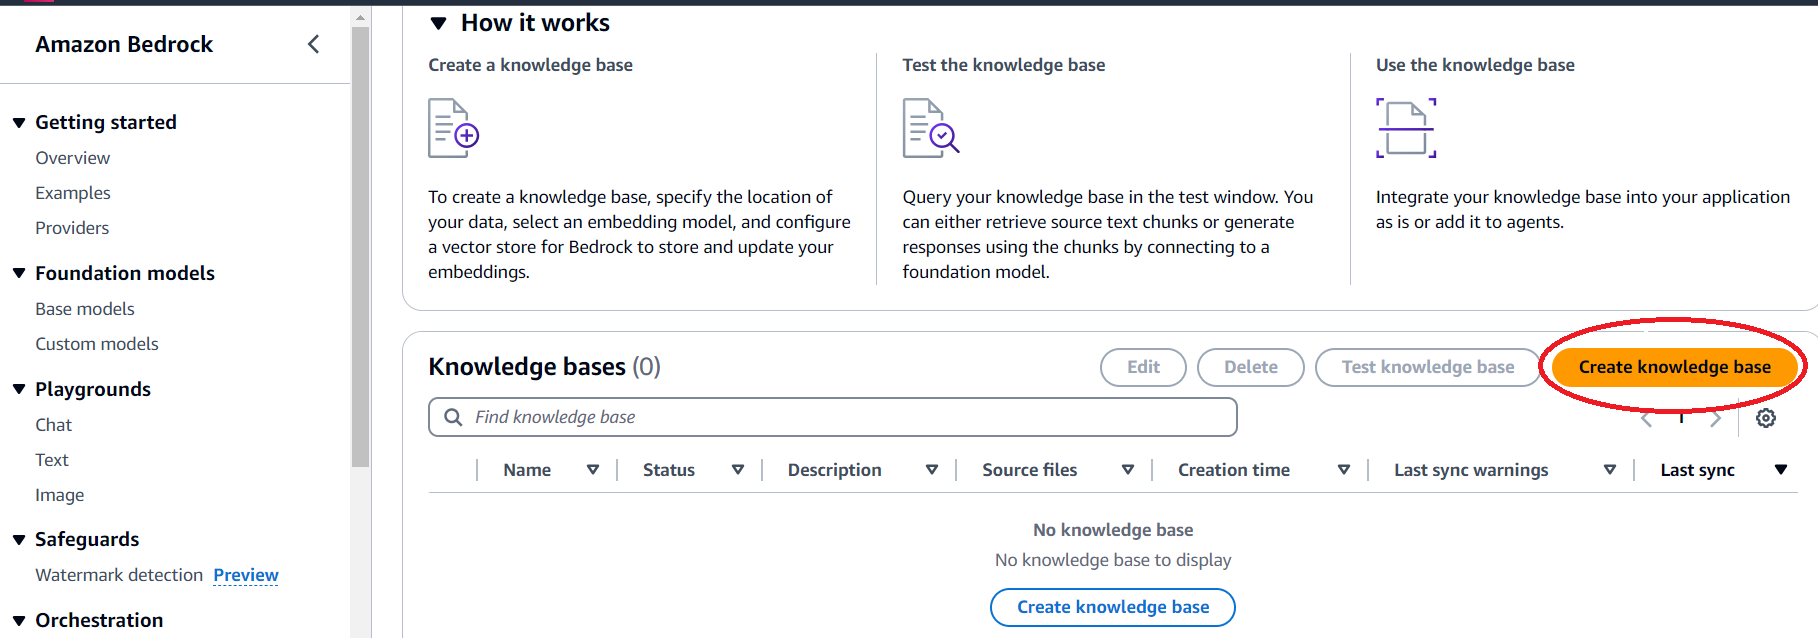 Amazon Bedrock
Getting started
Overview
Examples
Providers
Foundation models
Base models
Custom models
Playgrounds
Chat
Text
Image
Safeguards
Watermark detection Preview
Orchestration
How it works
Create a knowledge base
To create a knowledge base, specify the location of
your data, select an embedding model, and configure
a vector store for Bedrock to store and update your
embeddings.
Test the knowledge base
Query your knowledge base in the test window. You
can either retrieve source text chunks or generate
responses using the chunks by connecting to a
foundation model.
Use the knowledge base
Integrate your knowledge base into your application
as is or add it to agents.
Knowledge bases (0)
Edit
Delete
Test knowledge base
Create knowledge base
Find knowledge base
1
Name
Status
Description
Source files
Creation time
Last sync warnings
Last sync
No knowledge base
No knowledge base to display
Create knowledge base